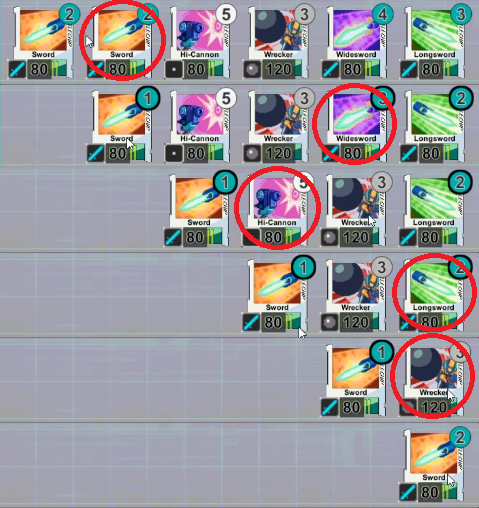 2 2 5 3 4 3
Sword Sword Hi-Cannon Wrecker Widesword Longsword
80 80 80 120 80 80
1 5 3 3 2
Sword Hi-Cannon Wrecker Widesword Longsword
80 80 120 80 80
1 5 3 2
Sword Hi-Cannon Wrecker Longsword
80 80 120 80
1 3 2
Sword Wrecker Longsword
80 120 80
1 3
Sword Wrecker
80 120
2
Sword
80